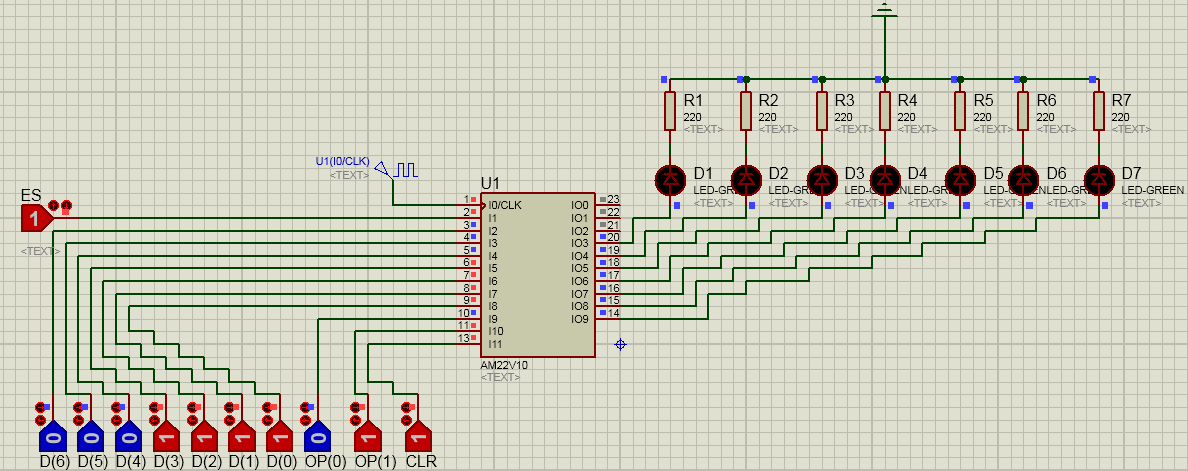 R1 R2 R3 R4 R5 R6 R7
220 220 220 220 220 220 220
<TEXT> <TEXT> <TEXT> <TEXT> <TEXT> <TEXT> <TEXT>
U1(I0/CLK)
<TEXT>
D1 D2 D3 D4 D5 D6 D7
LED-GR LED-GR LED-GR LED-GREEN
<TEXT> <TEXT> <TEXT> <TEXT> <TEXT> <TEXT> <TEXT>
ES
1
<TEXT>
U1
1 I0/CLK IO0 23
2 I1 IO1 22
3 I2 IO2 21
4 I3 IO3 20
5 I4 IO4 19
6 I5 IO5 18
7 I6 IO6 17
8 I7 IO7 16
9 I8 IO8 15
10 I9 IO9 14
11 I10
13 I11
AM22V10
<TEXT>
0 0 0 1 1 1 1 0 1 1
D(6) D(5) D(4) D(3) D(2) D(1) D(0) OP(0) OP(1) CLR